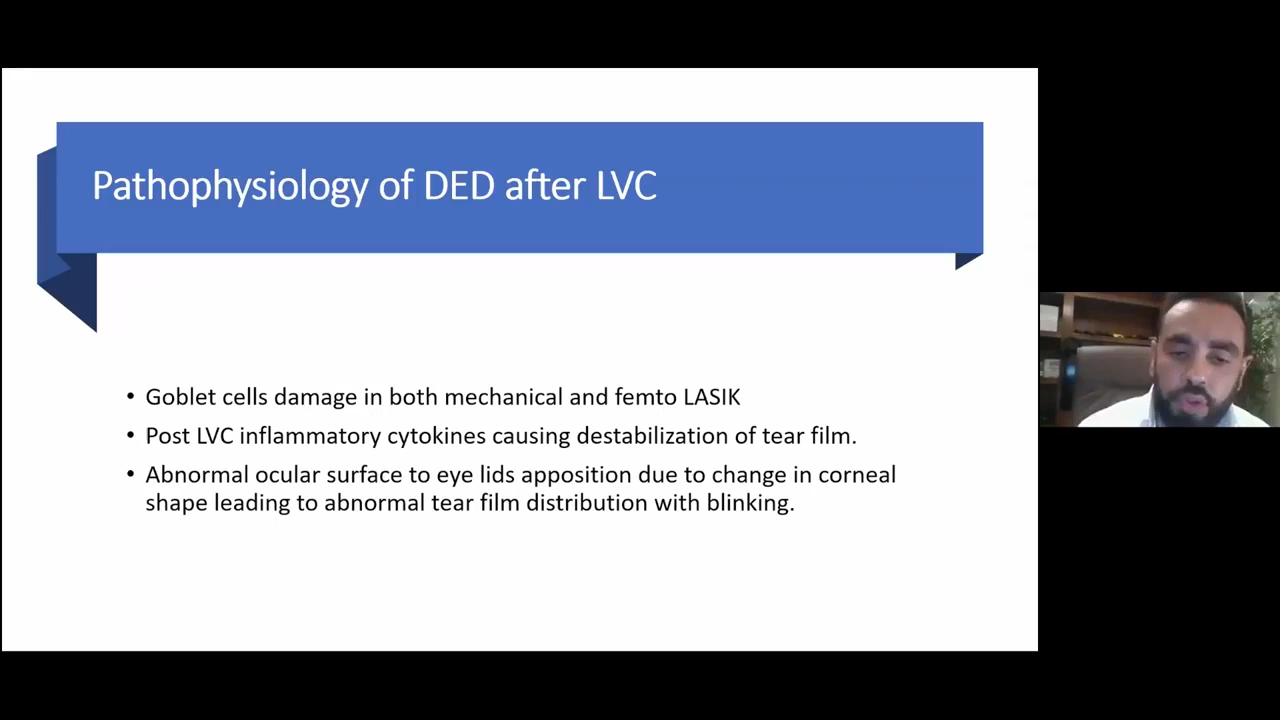 Pathophysiology of DED after LVC
• Goblet cells damage in both mechanical and femto LASIK
• Post LVC inflammatory cytokines causing destabilization of tear film.
• Abnormal ocular surface to eye lids apposition due to change in corneal
shape leading to abnormal tear film distribution with blinking.